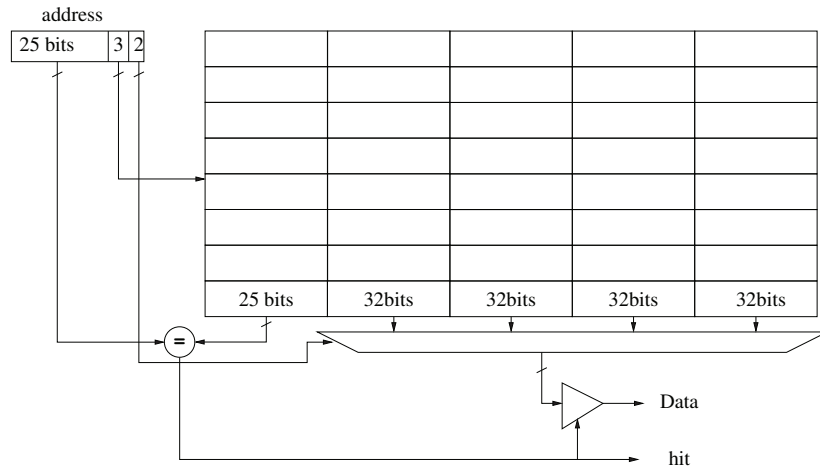 address
25 bits 3 2
25 bits 32bits 32bits 32bits 32bits
=
Data
hit